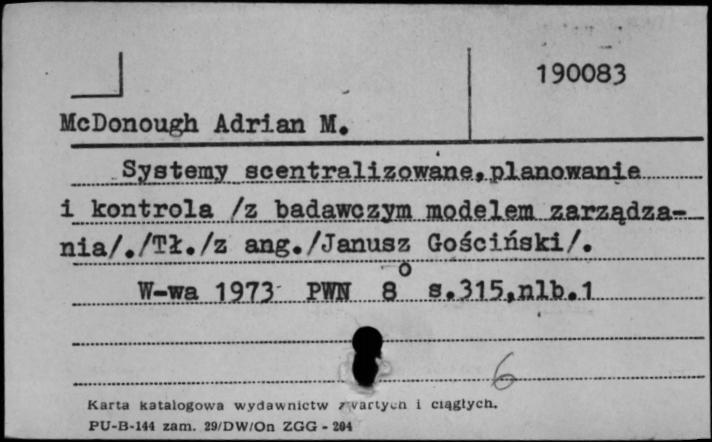 190083
McDonough Adrian M.
Systemy scentralizowane,planowanie
i kontrola /z badawczym modelem zarządza-
nia/./Tł./z ang./Janusz Gościński/.
W-wa 1973 PWN 8° s.315,nlb.1
6
Karta katalogowa wydawnictw zwartych i ciągłych.
PU-B-144 zam. 29/DW/On ZGG - 204